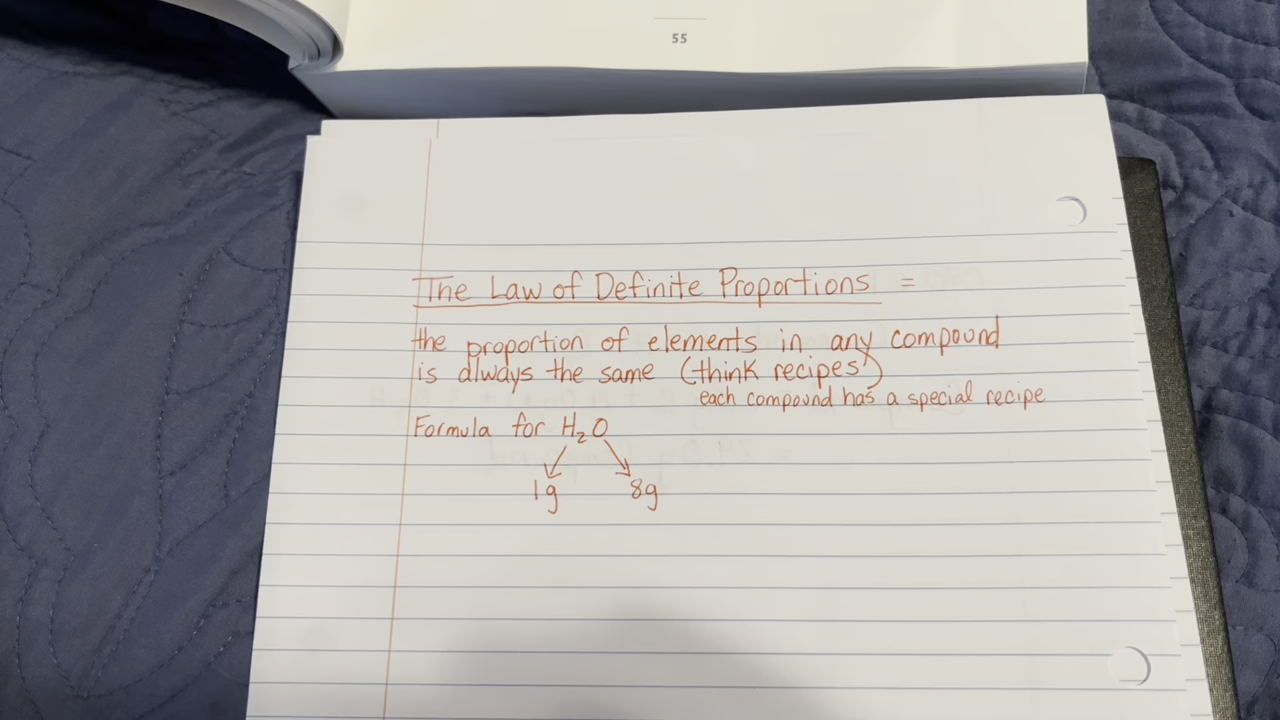 55
The Law of Definite Proportions =
the proportion of elements in any compound
is always the same (think recipes)
each compound has a special recipe
Formula for H₂O
1g 8g